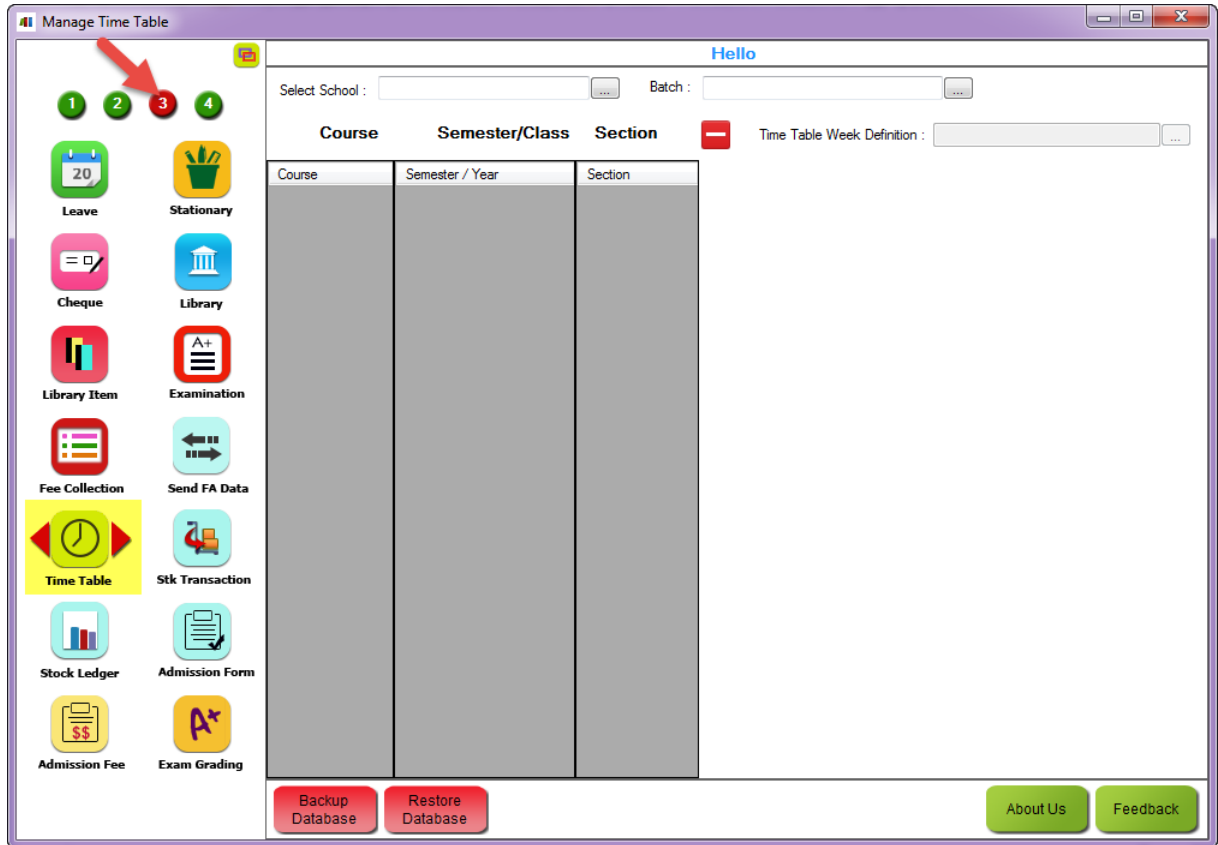 Manage Time Table
Hello
Select School :
...
Batch :
...
1 2 3 4
Course Semester/Class Section
Time Table Week Definition :
...
Course Semester / Year Section
20
Leave Stationary
Cheque Library
A+
Library Item Examination
Fee Collection Send FA Data
Time Table Stk Transaction
Stock Ledger Admission Form
$$
A+
Admission Fee Exam Grading
Backup
Database
Restore
Database
About Us
Feedback